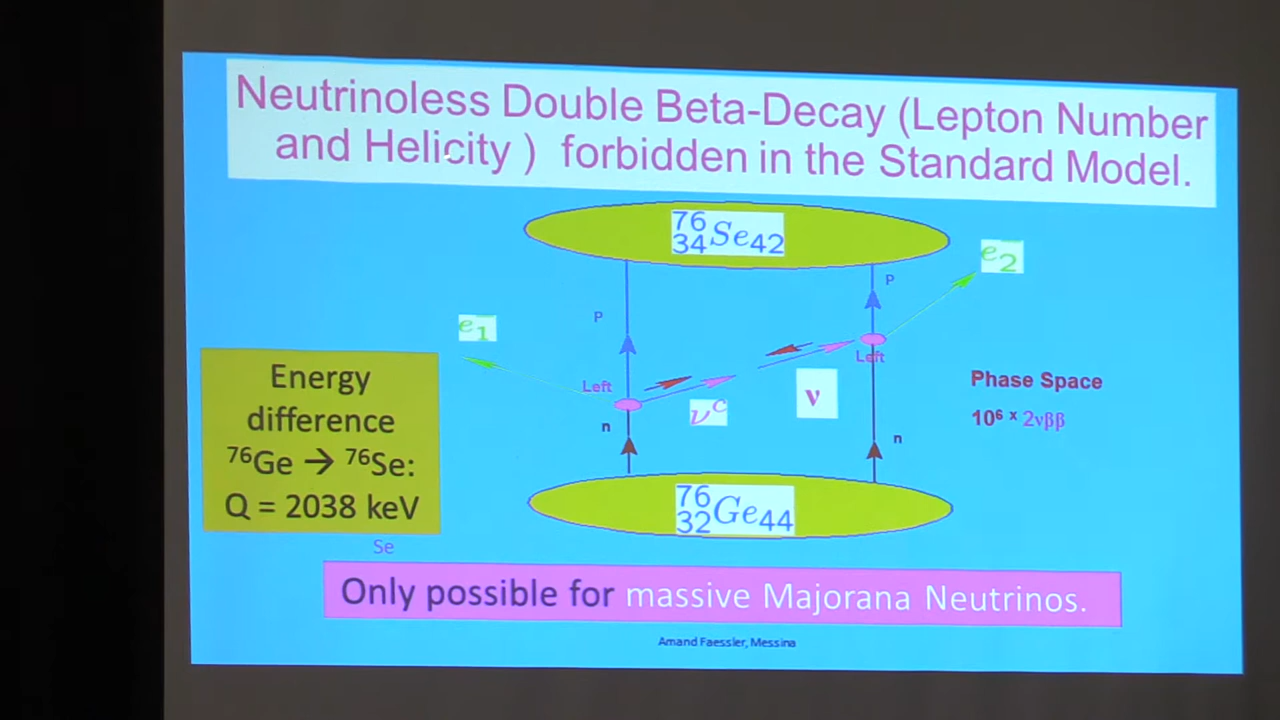 Neutrinoless Double Beta-Decay (Lepton Number
and Helicity ) forbidden in the Standard Model.
76
34Se42
e2
P
P
e1
Left
Left
Energy
difference
⁷⁶Ge → ⁷⁶Se:
Q = 2038 keV
νᶜ
ν
Phase Space
10⁶ x 2νββ
n
n
76
32Ge44
Se
Only possible for massive Majorana Neutrinos.
Amand Faessler, Messina